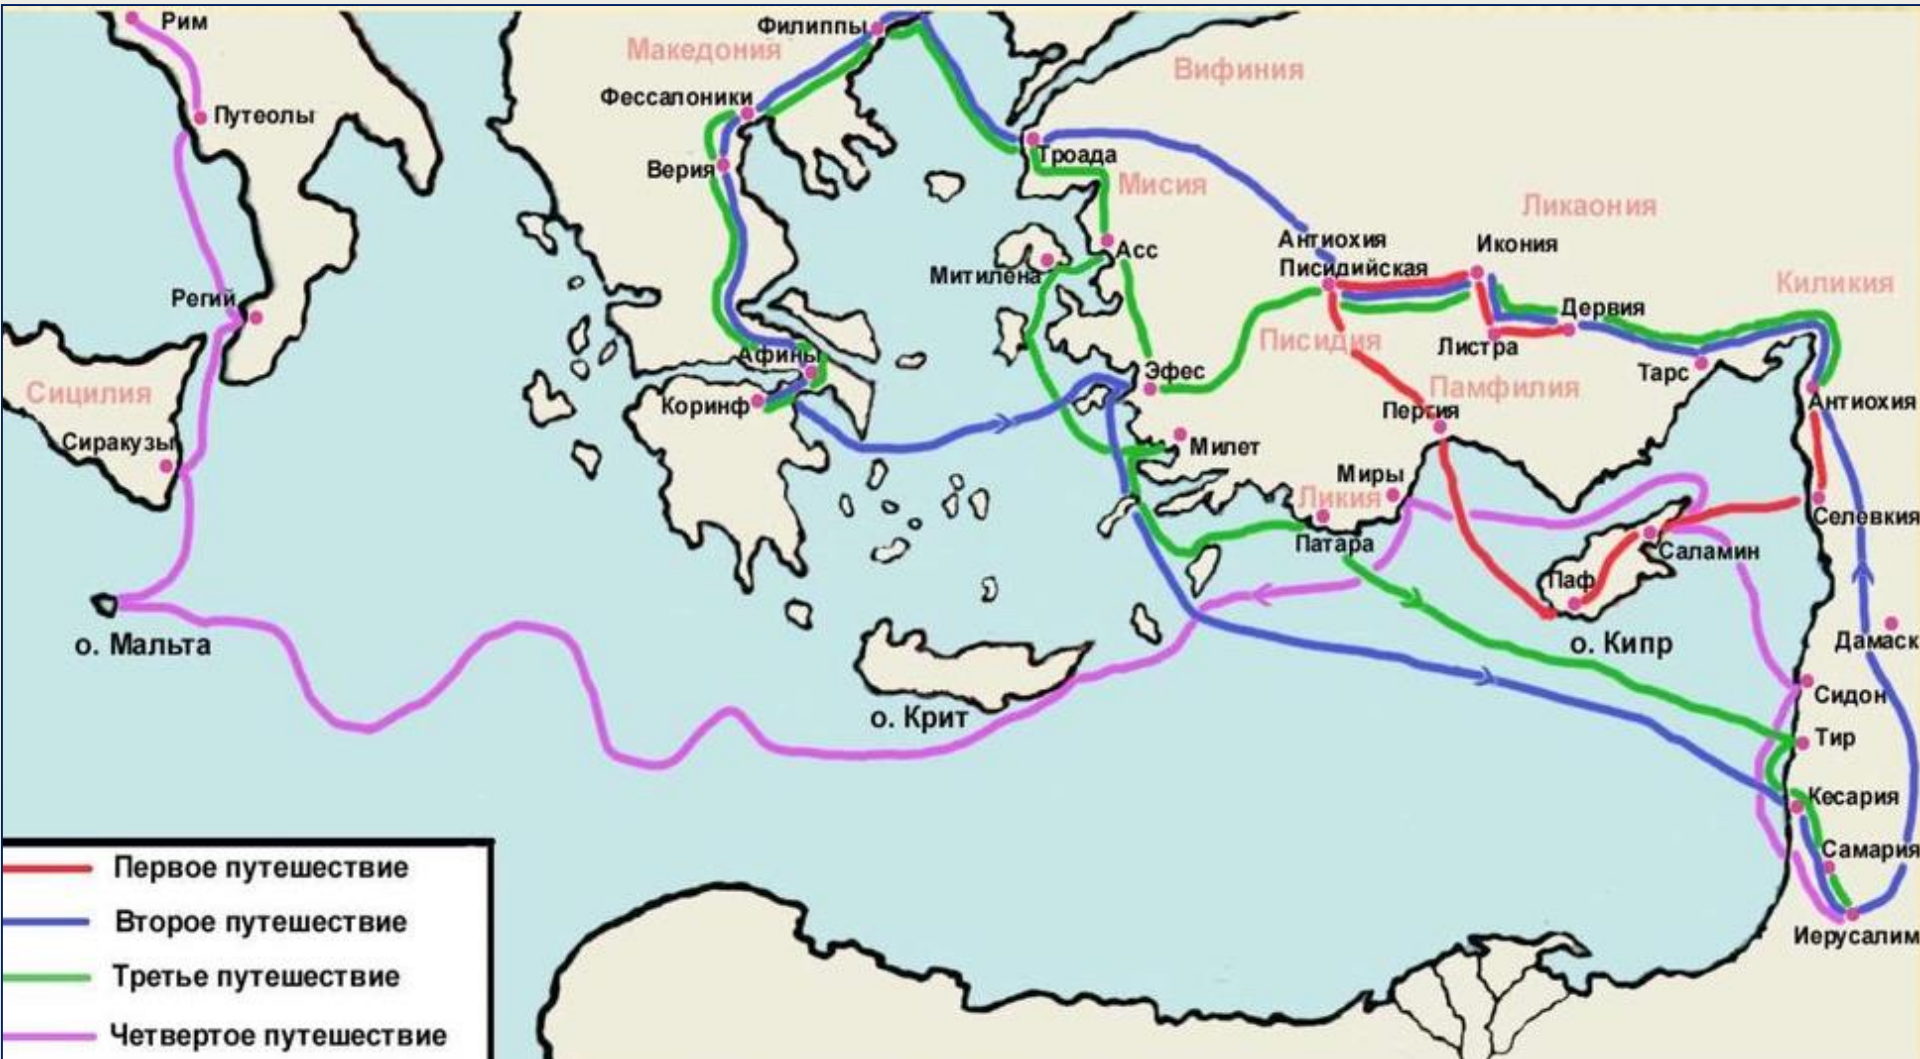 Рим
Филиппы
Македония
Вифиния
Фессалоники
Путеолы
Троада
Верия
Мисия
Ликаония
Антиохия
Писидийская
Икония
Асс
Митилена
Киликия
Регий
Дервия
Писидия
Листра
Афины
Эфес
Тарс
Сицилия
Памфилия
Коринф
Пергия
Антиохия
Сиракузы
Милет
Миры
Ликия
Селевкия
Патара
Саламин
Паф
о. Мальта
о. Кипр
Дамаск
Сидон
о. Крит
Тир
Кесария
Самария
Иерусалим
Первое путешествие
Второе путешествие
Третье путешествие
Четвертое путешествие